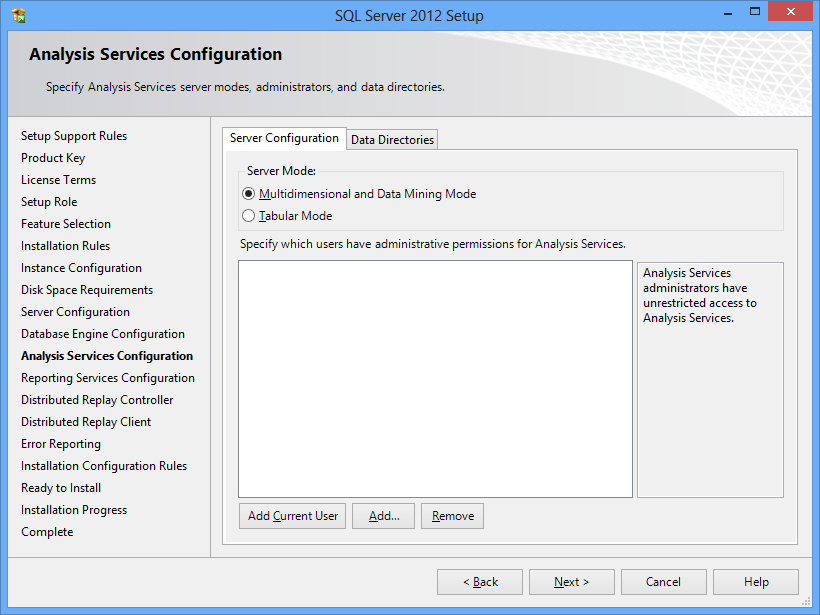 SQL Server 2012 Setup
Analysis Services Configuration
Specify Analysis Services server modes, administrators, and data directories.
Setup Support Rules
Product Key
License Terms
Setup Role
Feature Selection
Installation Rules
Instance Configuration
Disk Space Requirements
Server Configuration
Database Engine Configuration
Analysis Services Configuration
Reporting Services Configuration
Distributed Replay Controller
Distributed Replay Client
Error Reporting
Installation Configuration Rules
Ready to Install
Installation Progress
Complete
Server Configuration
Data Directories
Server Mode:
Multidimensional and Data Mining Mode
Tabular Mode
Specify which users have administrative permissions for Analysis Services.
Analysis Services
administrators have
unrestricted access to
Analysis Services.
Add Current User
Add...
Remove
< Back
Next >
Cancel
Help